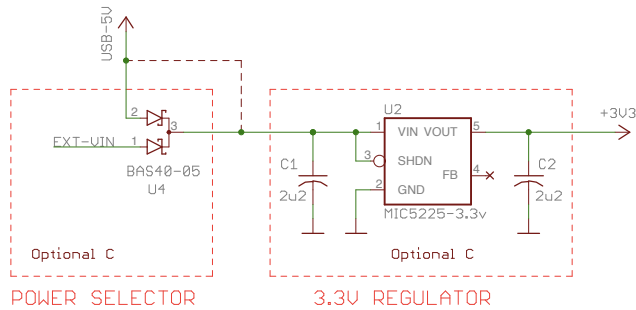 USB-5V
2
3
EXT-VIN 1
BAS40-05
U4
Optional C
POWER SELECTOR
U2
1 VIN VOUT 5
3 SHDN
FB 4
2 GND
MIC5225-3.3v
C1
2u2
C2
2u2
+3V3
Optional C
3.3V REGULATOR